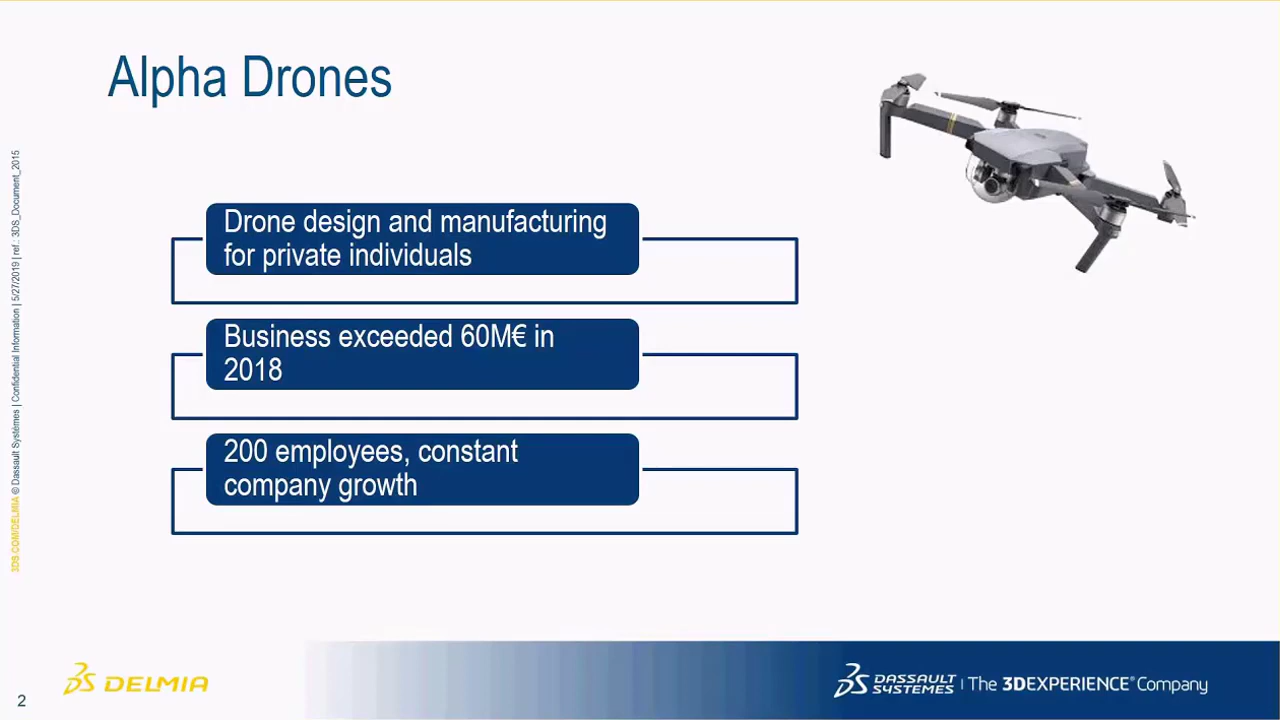 Alpha Drones
Drone design and manufacturing
for private individuals
Business exceeded 60M€ in
2018
200 employees, constant
company growth
3DS.COM/DELMIA © Dassault Systèmes | Confidential Information | 5/27/2019 | ref.: 3DS_Document_2015
2
DELMIA
DASSAULT
SYSTEMES | The 3DEXPERIENCE® Company